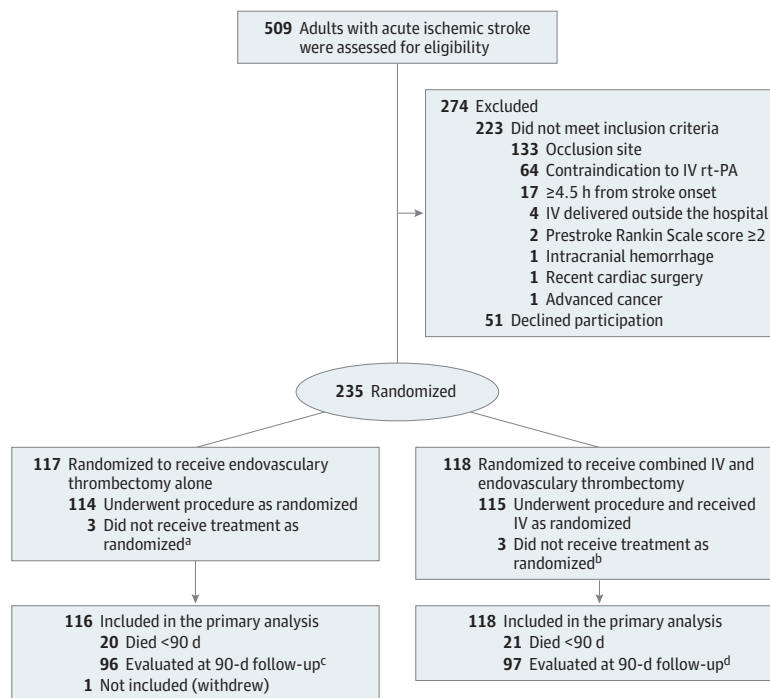 509 Adults with acute ischemic stroke
were assessed for eligibility
274 Excluded
223 Did not meet inclusion criteria
133 Occlusion site
64 Contraindication to IV rt-PA
17 ≥4.5 h from stroke onset
4 IV delivered outside the hospital
2 Prestroke Rankin Scale score ≥2
1 Intracranial hemorrhage
1 Recent cardiac surgery
1 Advanced cancer
51 Declined participation
235 Randomized
117 Randomized to receive endovasculary
thrombectomy alone
114 Underwent procedure as randomized
3 Did not receive treatment as
randomizedᵃ
118 Randomized to receive combined IV and
endovasculary thrombectomy
115 Underwent procedure and received
IV as randomized
3 Did not receive treatment as
randomizedᵇ
116 Included in the primary analysis
20 Died <90 d
96 Evaluated at 90-d follow-upᶜ
1 Not included (withdrew)
118 Included in the primary analysis
21 Died <90 d
97 Evaluated at 90-d follow-upᵈ